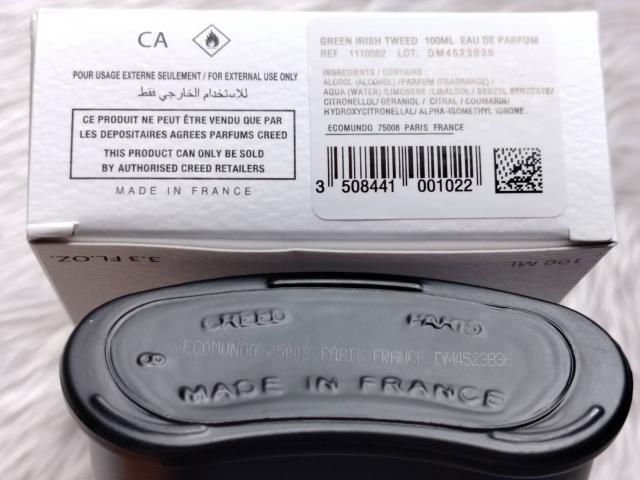 CA
POUR USAGE EXTERNE SEULEMENT / FOR EXTERNAL USE ONLY
للاستخدام الخارجي فقط
CE PRODUIT NE PEUT ÊTRE VENDU QUE PAR
LES DEPOSITAIRES AGREES PARFUMS CREED
THIS PRODUCT CAN ONLY BE SOLD
BY AUTHORISED CREED RETAILERS
MADE IN FRANCE
GREEN IRISH TWEED 100ML EAU DE PARFUM
REF 1110082 LOT: DM4523B36
INGREDIENTS / CONTAINS :
ALCOOL (ALCOHOL) /PARFUM (FRAGRANCE) /
AQUA (WATER) /LIMONENE /LINALOOL / BENZYL BENZOATE/
CITRONELLOL/ GERANIOL / CITRAL / COUMARIN/
HYDROXYCITRONELLAL/ ALPHA-ISOMETHYL IONONE.
ECOMUNDO 75008 PARIS FRANCE
3 508441 001022
3.3 FL.OZ.
100 ML
CREED PARIS
ECOMUNDO 75008 PARIS FRANCE DM4523B36
MADE IN FRANCE